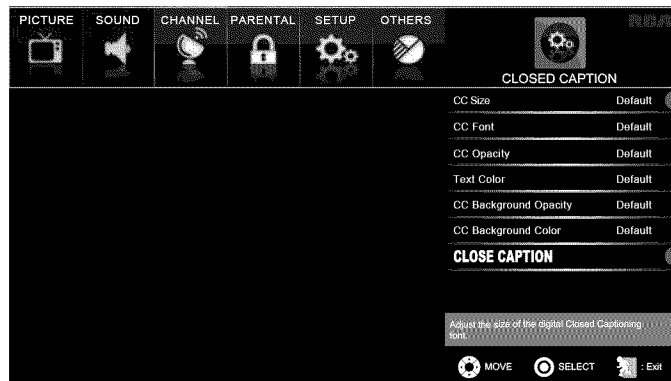 PICTURE SOUND CHANNEL PARENTAL SETUP OTHERS
RCA
CLOSED CAPTION
CC Size Default
CC Font Default
CC Opacity Default
Text Color Default
CC Background Opacity Default
CC Background Color Default
CLOSE CAPTION
Adjust the size of the digital Closed Captioning
font.
MOVE SELECT : Exit